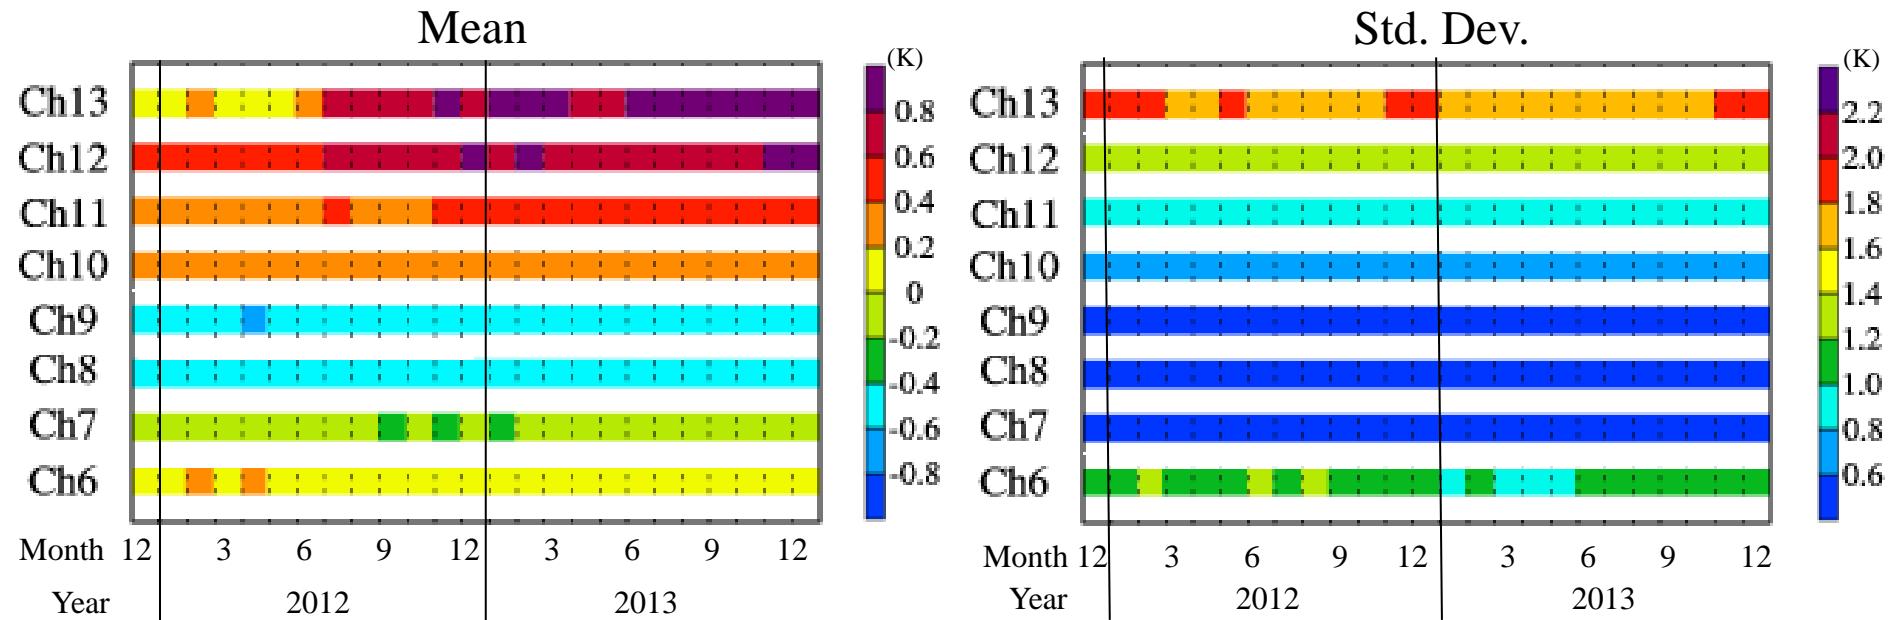 Mean
(K)
Ch13
Ch12
Ch11
Ch10
Ch9
Ch8
Ch7
Ch6
0.8
0.6
0.4
0.2
0
-0.2
-0.4
-0.6
-0.8
Month 12 3 6 9 12 3 6 9 12
Year 2012 2013
Std. Dev.
(K)
Ch13
Ch12
Ch11
Ch10
Ch9
Ch8
Ch7
Ch6
2.2
2.0
1.8
1.6
1.4
1.2
1.0
0.8
0.6
Month 12 3 6 9 12 3 6 9 12
Year 2012 2013